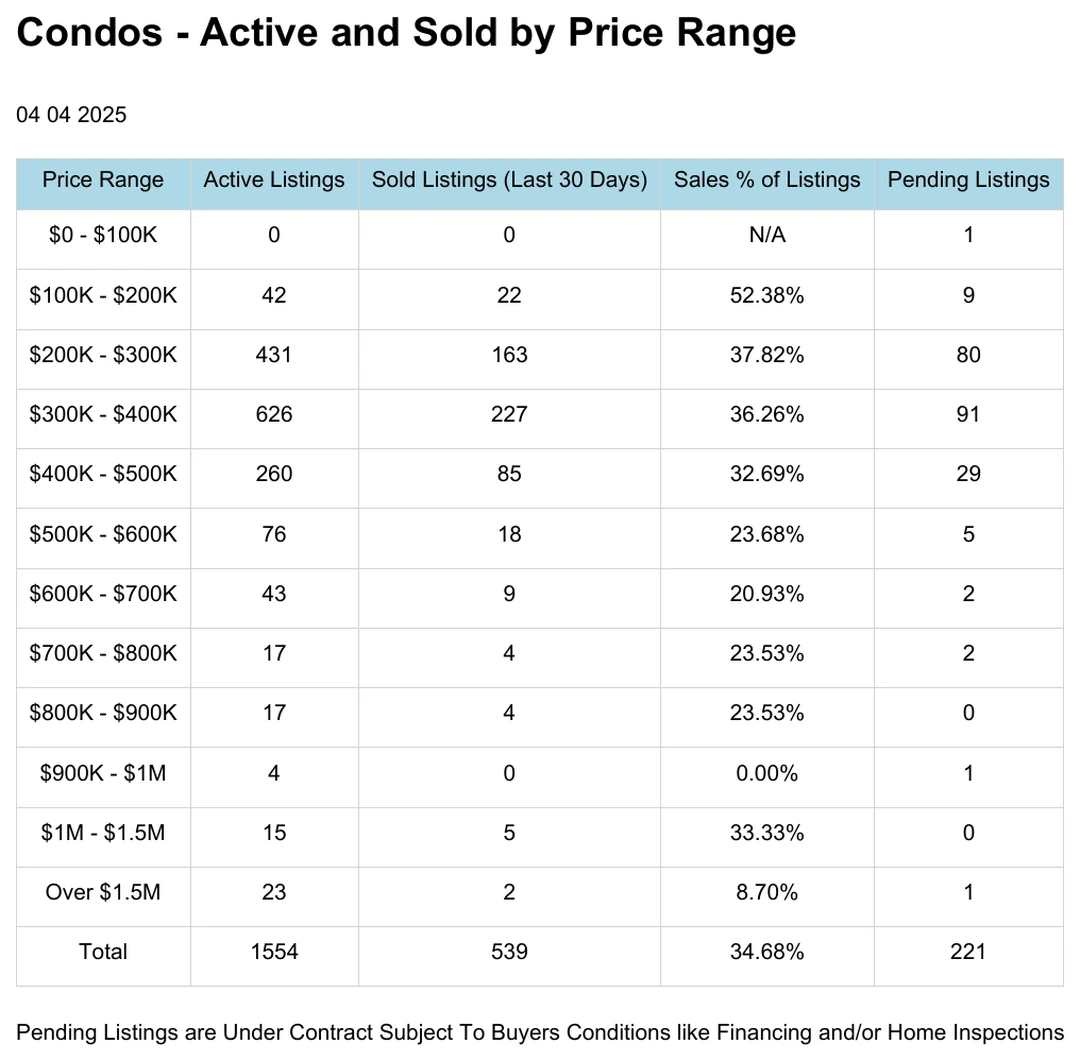 Condos - Active and Sold by Price Range
04 04 2025
Price Range Active Listings Sold Listings (Last 30 Days) Sales % of Listings Pending Listings
$0 - $100K 0 0 N/A 1
$100K - $200K 42 22 52.38% 9
$200K - $300K 431 163 37.82% 80
$300K - $400K 626 227 36.26% 91
$400K - $500K 260 85 32.69% 29
$500K - $600K 76 18 23.68% 5
$600K - $700K 43 9 20.93% 2
$700K - $800K 17 4 23.53% 2
$800K - $900K 17 4 23.53% 0
$900K - $1M 4 0 0.00% 1
$1M - $1.5M 15 5 33.33% 0
Over $1.5M 23 2 8.70% 1
Total 1554 539 34.68% 221
Pending Listings are Under Contract Subject To Buyers Conditions like Financing and/or Home Inspections